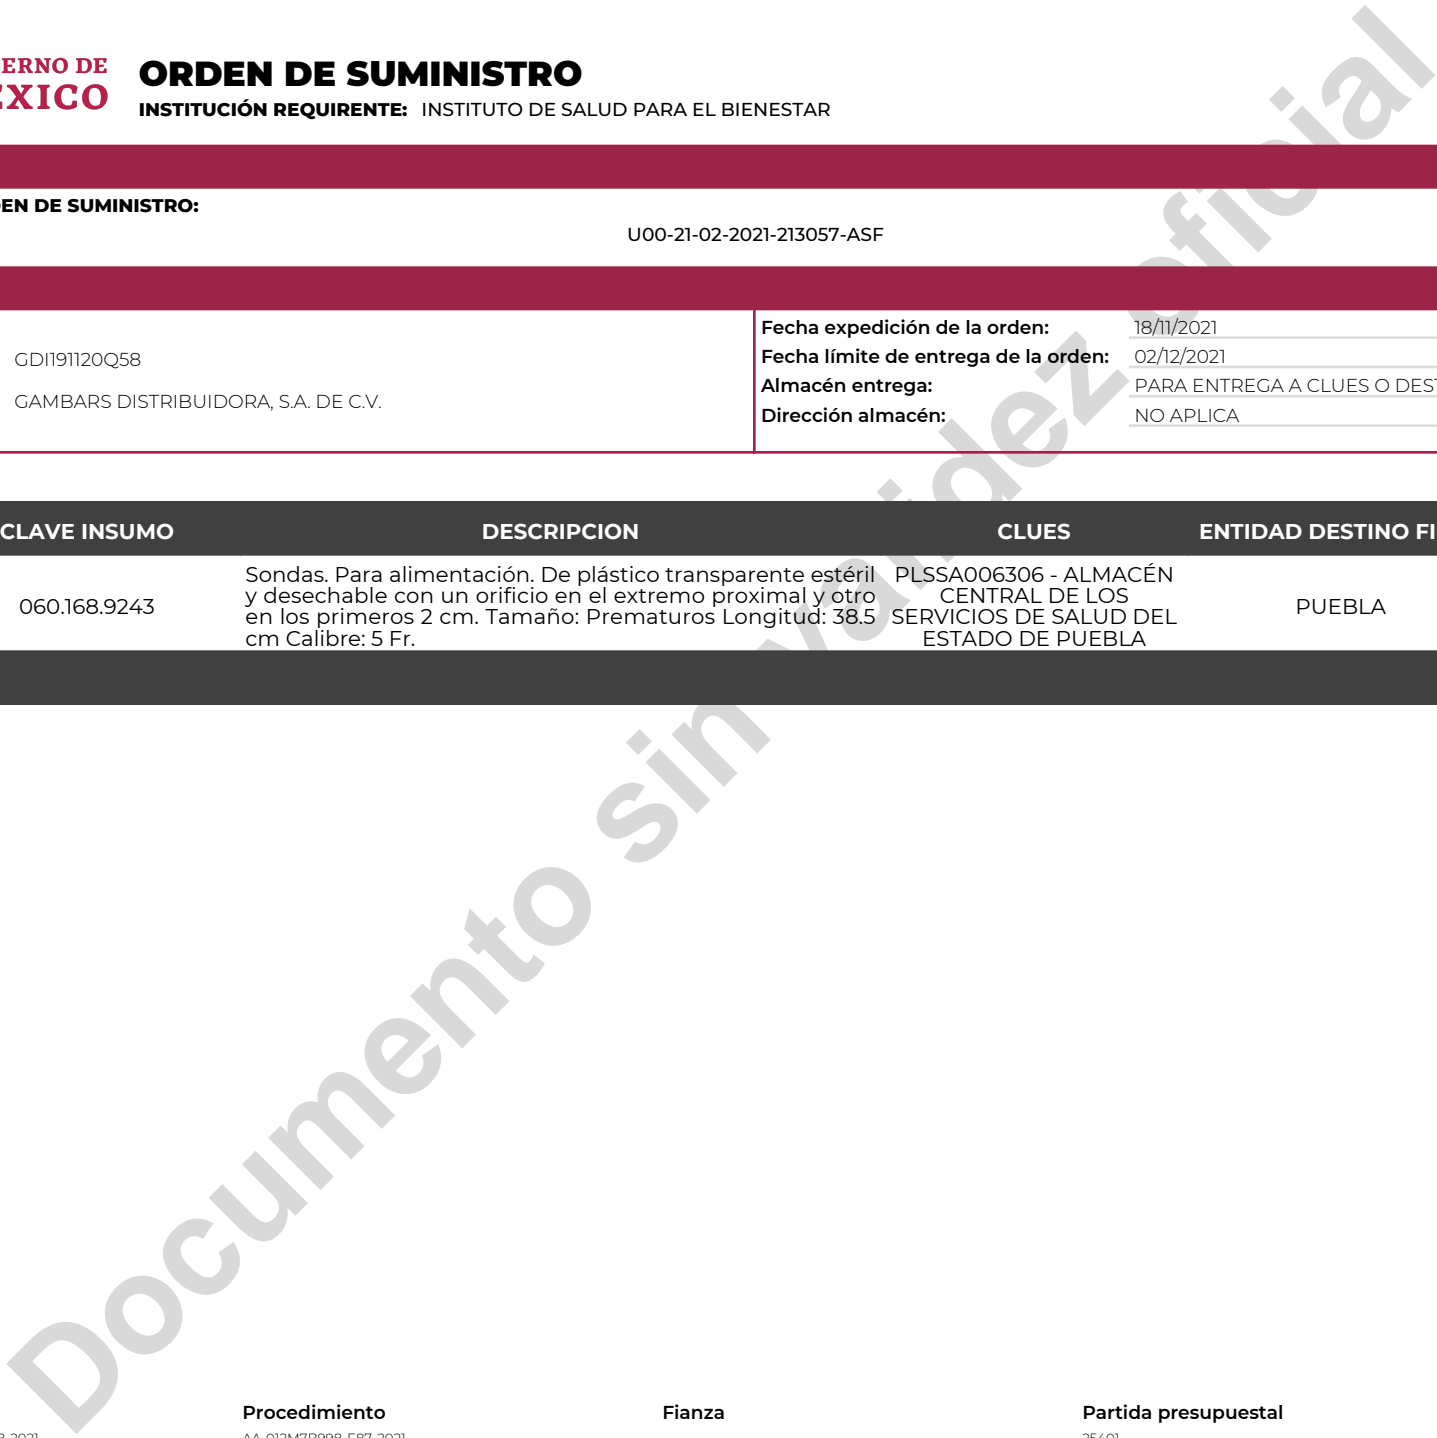 ERNO DE
ORDEN DE SUMINISTRO
XICO
INSTITUCIÓN REQUIRENTE: INSTITUTO DE SALUD PARA EL BIENESTAR
EN DE SUMINISTRO:
U00-21-02-2021-213057-ASF
Fecha expedición de la orden: 18/11/2021
GDI191120Q58
Fecha límite de entrega de la orden: 02/12/2021
Almacén entrega: PARA ENTREGA A CLUES O DEST
GAMBARS DISTRIBUIDORA, S.A. DE C.V.
Dirección almacén: NO APLICA
CLAVE INSUMO DESCRIPCION CLUES ENTIDAD DESTINO FI
060.168.9243
Sondas. Para alimentación. De plástico transparente estéril
y desechable con un orificio en el extremo proximal y otro
en los primeros 2 cm. Tamaño: Prematuros Longitud: 38.5
cm Calibre: 5 Fr.
PLSSA006306 - ALMACÉN
CENTRAL DE LOS
SERVICIOS DE SALUD DEL
ESTADO DE PUEBLA
PUEBLA
Documento sin validez oficial
Procedimiento Fianza Partida presupuestal